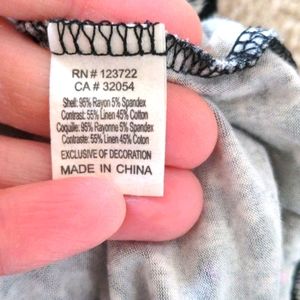 RN # 123722
CA # 32054
Shell: 95% Rayon 5% Spandex
Contrast: 55% Linen 45% Cotton
Coquille: 95% Rayonne 5% Spandex
Contraste: 55% Linen 45% Coton
EXCLUSIVE OF DECORATION
MADE IN CHINA